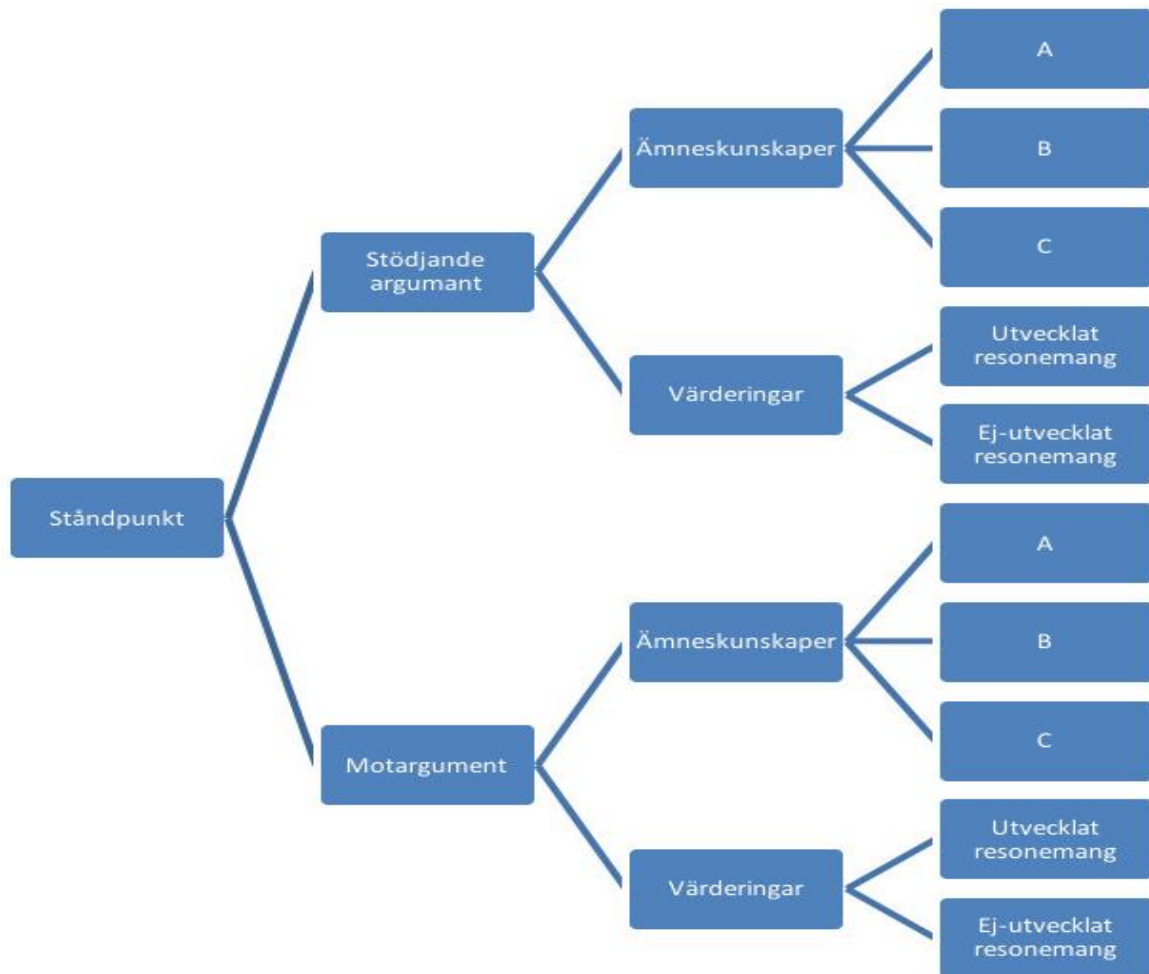 A
Ämneskunskaper
B
C
Stödjande
argumant
Utvecklat
resonemang
Värderingar
Ej-utvecklat
resonemang
Ståndpunkt
A
Ämneskunskaper
B
C
Motargument
Utvecklat
resonemang
Värderingar
Ej-utvecklat
resonemang